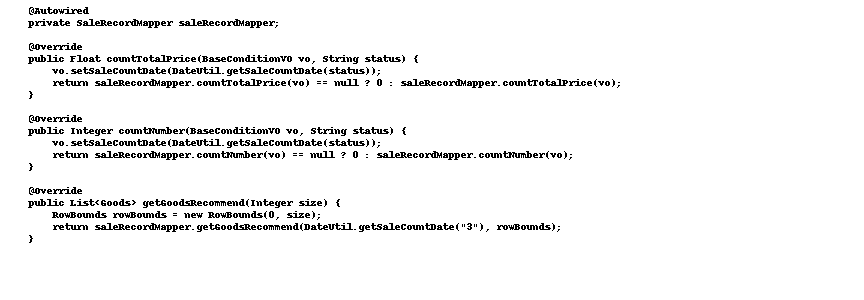 @Autowired
private SaleRecordMapper saleRecordMapper;
@Override
public Float countTotalPrice(BaseConditionVO vo, String status) {
vo.setSaleCountDate(DateUtil.getSaleCountDate(status));
return saleRecordMapper.countTotalPrice(vo) == null ? 0 : saleRecordMapper.countTotalPrice(vo);
}
@Override
public Integer countNumber(BaseConditionVO vo, String status) {
vo.setSaleCountDate(DateUtil.getSaleCountDate(status));
return saleRecordMapper.countNumber(vo) == null ? 0 : saleRecordMapper.countNumber(vo);
}
@Override
public List<Goods> getGoodsRecommend(Integer size) {
RowBounds rowBounds = new RowBounds(0, size);
return saleRecordMapper.getGoodsRecommend(DateUtil.getSaleCountDate("3"), rowBounds);
}